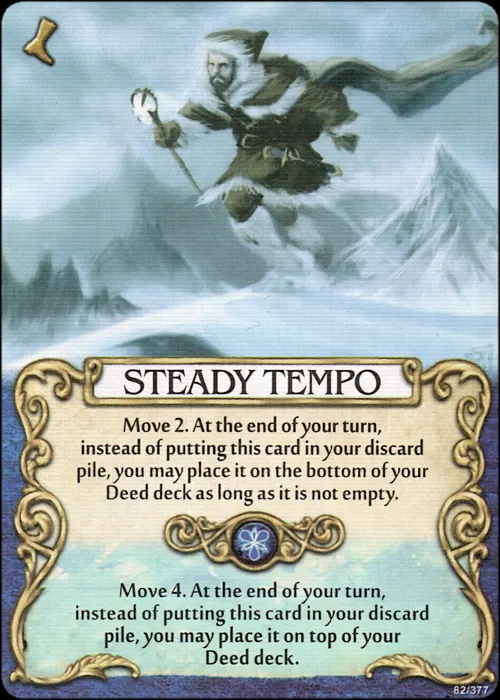 STEADY TEMPO
Move 2. At the end of your turn,
instead of putting this card in your discard
pile, you may place it on the bottom of your
Deed deck as long as it is not empty.
Move 4. At the end of your turn,
instead of putting this card in your discard
pile, you may place it on top of your
Deed deck.
82/377